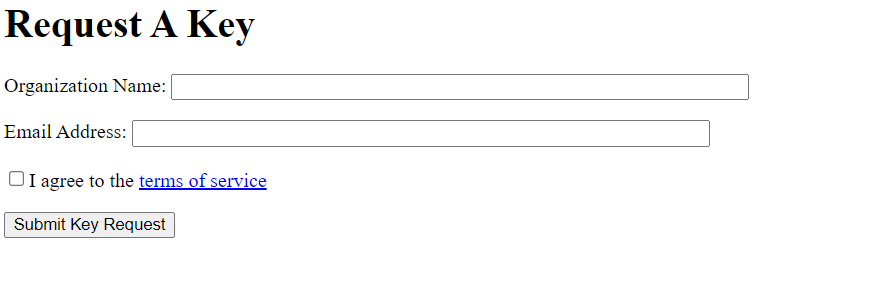 Request A Key
Organization Name:
Email Address:
I agree to the terms of service
Submit Key Request